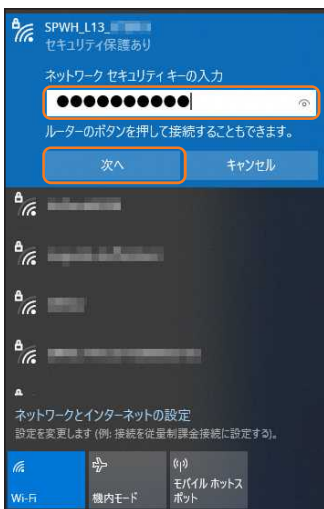 SPWH_L13_
セキュリティ保護あり
ネットワーク セキュリティ キーの入力
●●●●●●●●●●
ルーターのボタンを押して接続することもできます。
次へ
キャンセル
ネットワークとインターネットの設定
設定を変更します (例: 接続を従量制課金接続に設定する)。
Wi-Fi
機内モード
モバイル ホットス
ポット